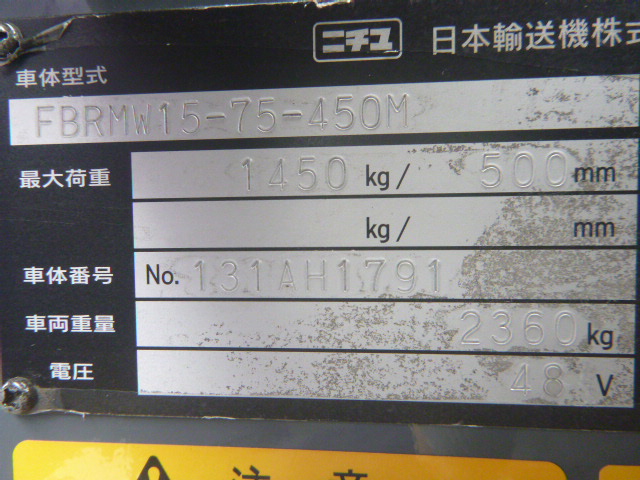 ニチユ 日本輸送機株式
車体型式
FBRMW15-75-450M
最大荷重 1450 kg/ 500 mm
kg/ mm
車体番号 No. 131AH1791
車両重量 2360 kg
電圧 48 V
注意